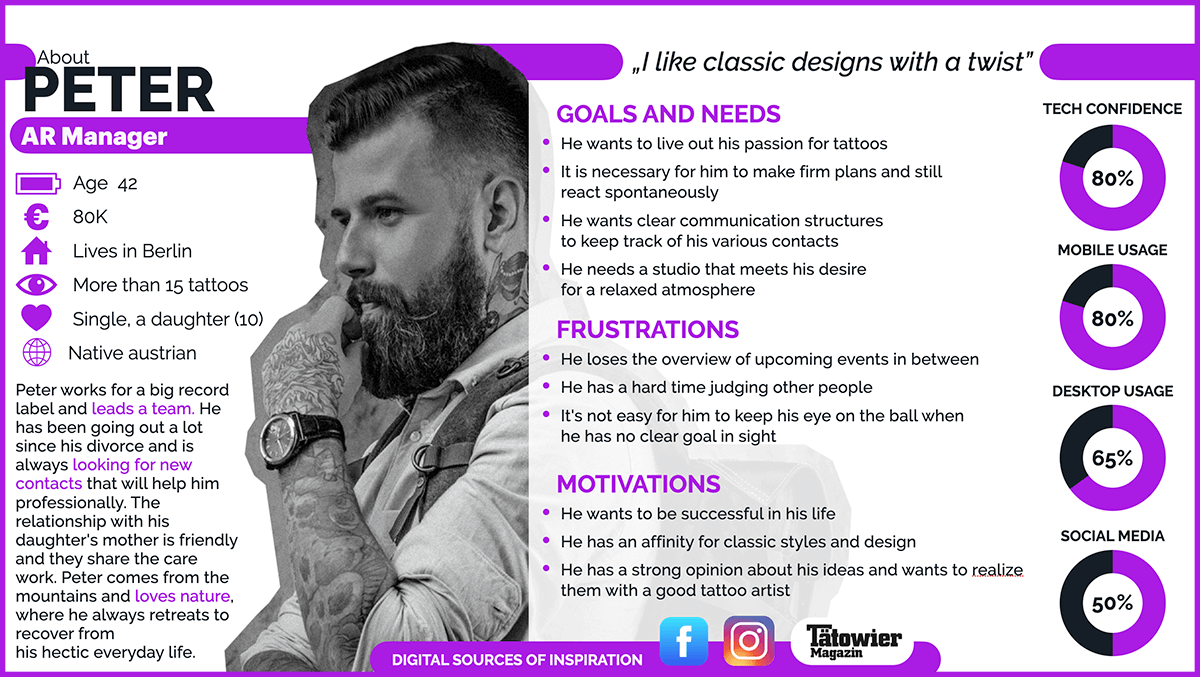 About
PETER
AR Manager
Age 42
80K
Lives in Berlin
More than 15 tattoos
Single, a daughter (10)
Native austrian
Peter works for a big record
label and leads a team. He
has been going out a lot
since his divorce and is
always looking for new
contacts that will help him
professionally. The
relationship with his
daughter's mother is friendly
and they share the care
work. Peter comes from the
mountains and loves nature,
where he always retreats to
recover from
his hectic everyday life.
„I like classic designs with a twist”
GOALS AND NEEDS
• He wants to live out his passion for tattoos
• It is necessary for him to make firm plans and still
react spontaneously
• He wants clear communication structures
to keep track of his various contacts
• He needs a studio that meets his desire
for a relaxed atmosphere
FRUSTRATIONS
• He loses the overview of upcoming events in between
• He has a hard time judging other people
• It's not easy for him to keep his eye on the ball when
he has no clear goal in sight
MOTIVATIONS
• He wants to be successful in his life
• He has an affinity for classic styles and design
• He has a strong opinion about his ideas and wants to realize
them with a good tattoo artist
TECH CONFIDENCE
80%
MOBILE USAGE
80%
DESKTOP USAGE
65%
SOCIAL MEDIA
50%
DIGITAL SOURCES OF INSPIRATION
f
Tätowier
Magazin